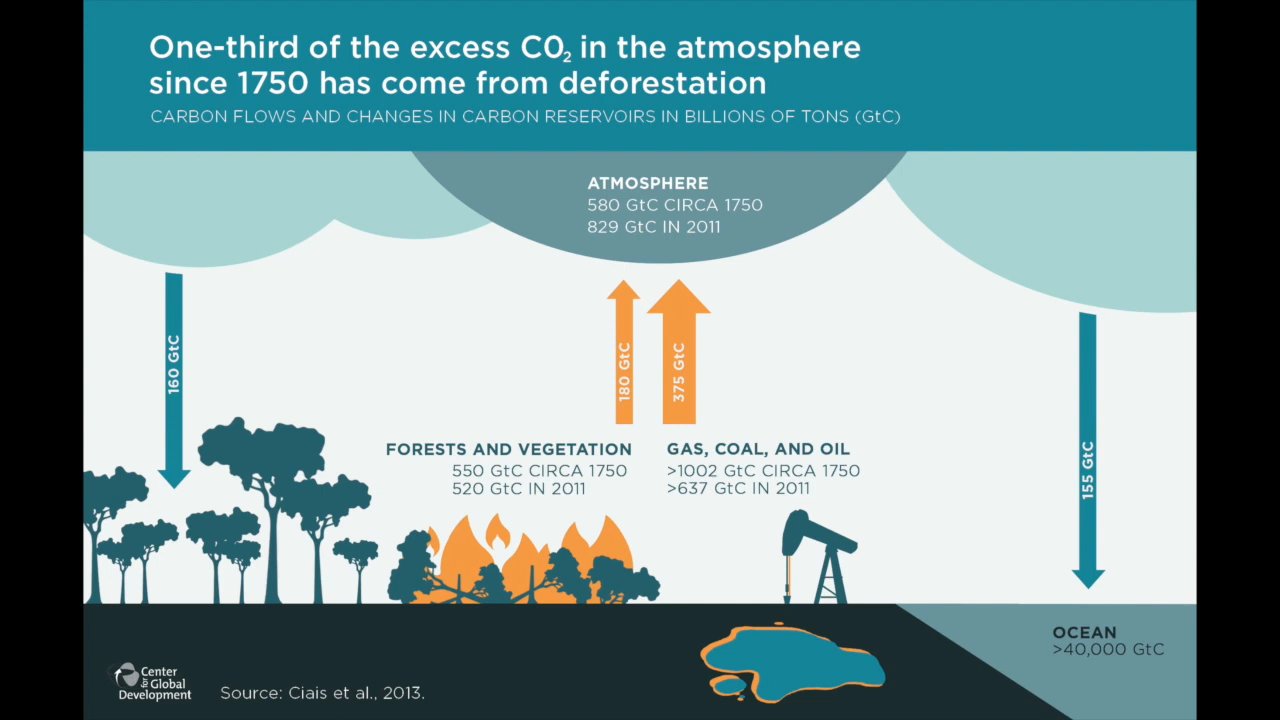 One-third of the excess C0₂ in the atmosphere
since 1750 has come from deforestation
CARBON FLOWS AND CHANGES IN CARBON RESERVOIRS IN BILLIONS OF TONS (GtC)
ATMOSPHERE
580 GtC CIRCA 1750
829 GtC IN 2011
160 GtC
180 GtC
375 GtC
155 GtC
FORESTS AND VEGETATION
550 GtC CIRCA 1750
520 GtC IN 2011
GAS, COAL, AND OIL
>1002 GtC CIRCA 1750
>637 GtC IN 2011
OCEAN
>40,000 GtC
Center
for Global
Development
Source: Ciais et al., 2013.